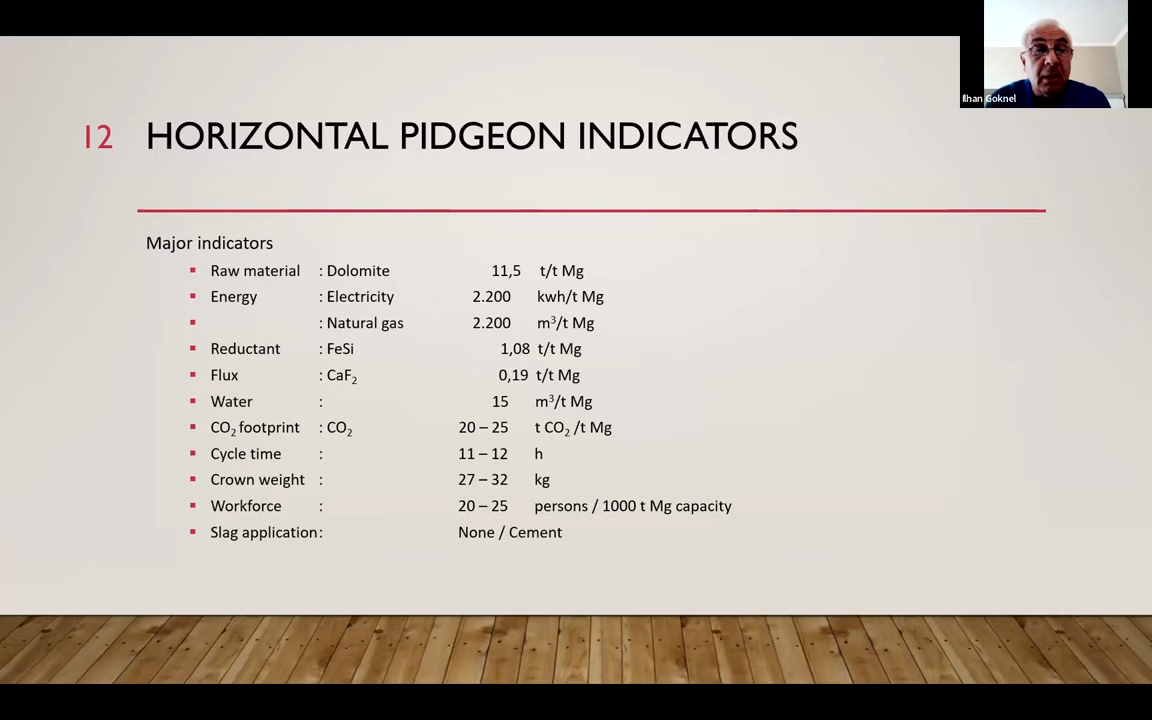 Ilhan Goknel
12 HORIZONTAL PIDGEON INDICATORS
Major indicators
▪ Raw material : Dolomite 11,5 t/t Mg
▪ Energy : Electricity 2.200 kwh/t Mg
▪ : Natural gas 2.200 m³/t Mg
▪ Reductant : FeSi 1,08 t/t Mg
▪ Flux : CaF₂ 0,19 t/t Mg
▪ Water : 15 m³/t Mg
▪ CO₂ footprint : CO₂ 20 – 25 t CO₂ /t Mg
▪ Cycle time : 11 – 12 h
▪ Crown weight : 27 – 32 kg
▪ Workforce : 20 – 25 persons / 1000 t Mg capacity
▪ Slag application : None / Cement